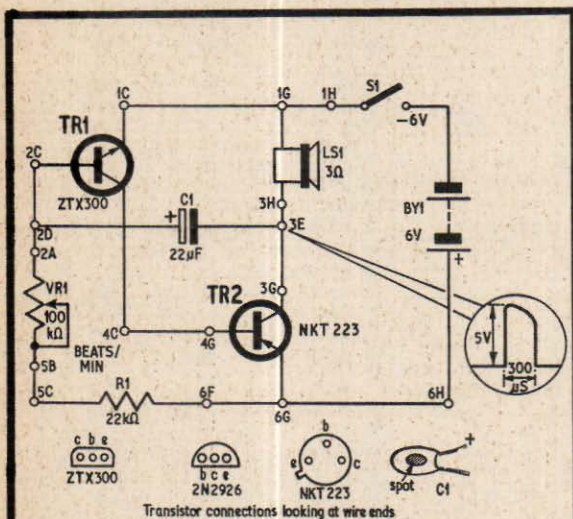 1C
1G
1H
S1
-6V
TR1
2C
ZTX300
LS1
3Ω
C1
+
22µF
3H
3E
2D
2A
BY1
6V
+
VR1
100
kΩ
BEATS/
MIN
TR2
3G
4C
4G
NKT 223
5V
300
µS
5B
5C
R1
22kΩ
6F
6G
6H
c b e
ZTX300
b c e
2N2926
b
e
c
NKT 223
spot
+
C1
Transistor connections looking at wire ends